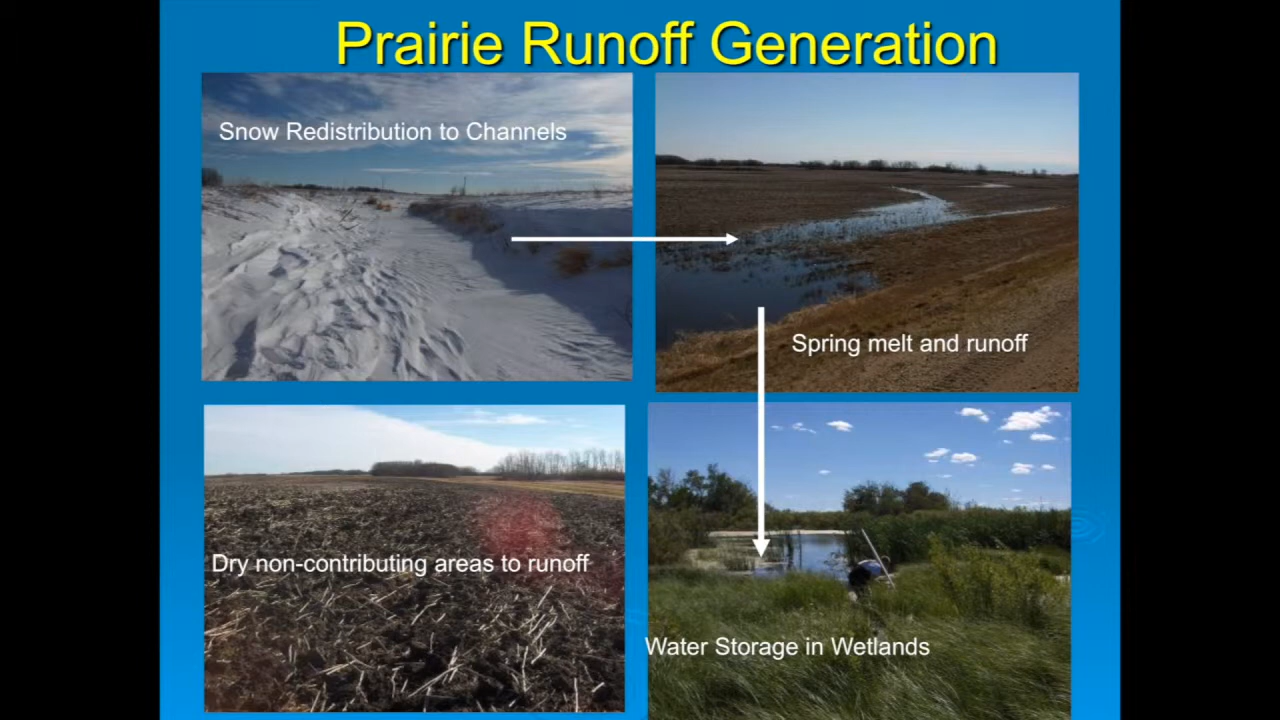 Prairie Runoff Generation
Snow Redistribution to Channels
Spring melt and runoff
Dry non-contributing areas to runoff
Water Storage in Wetlands